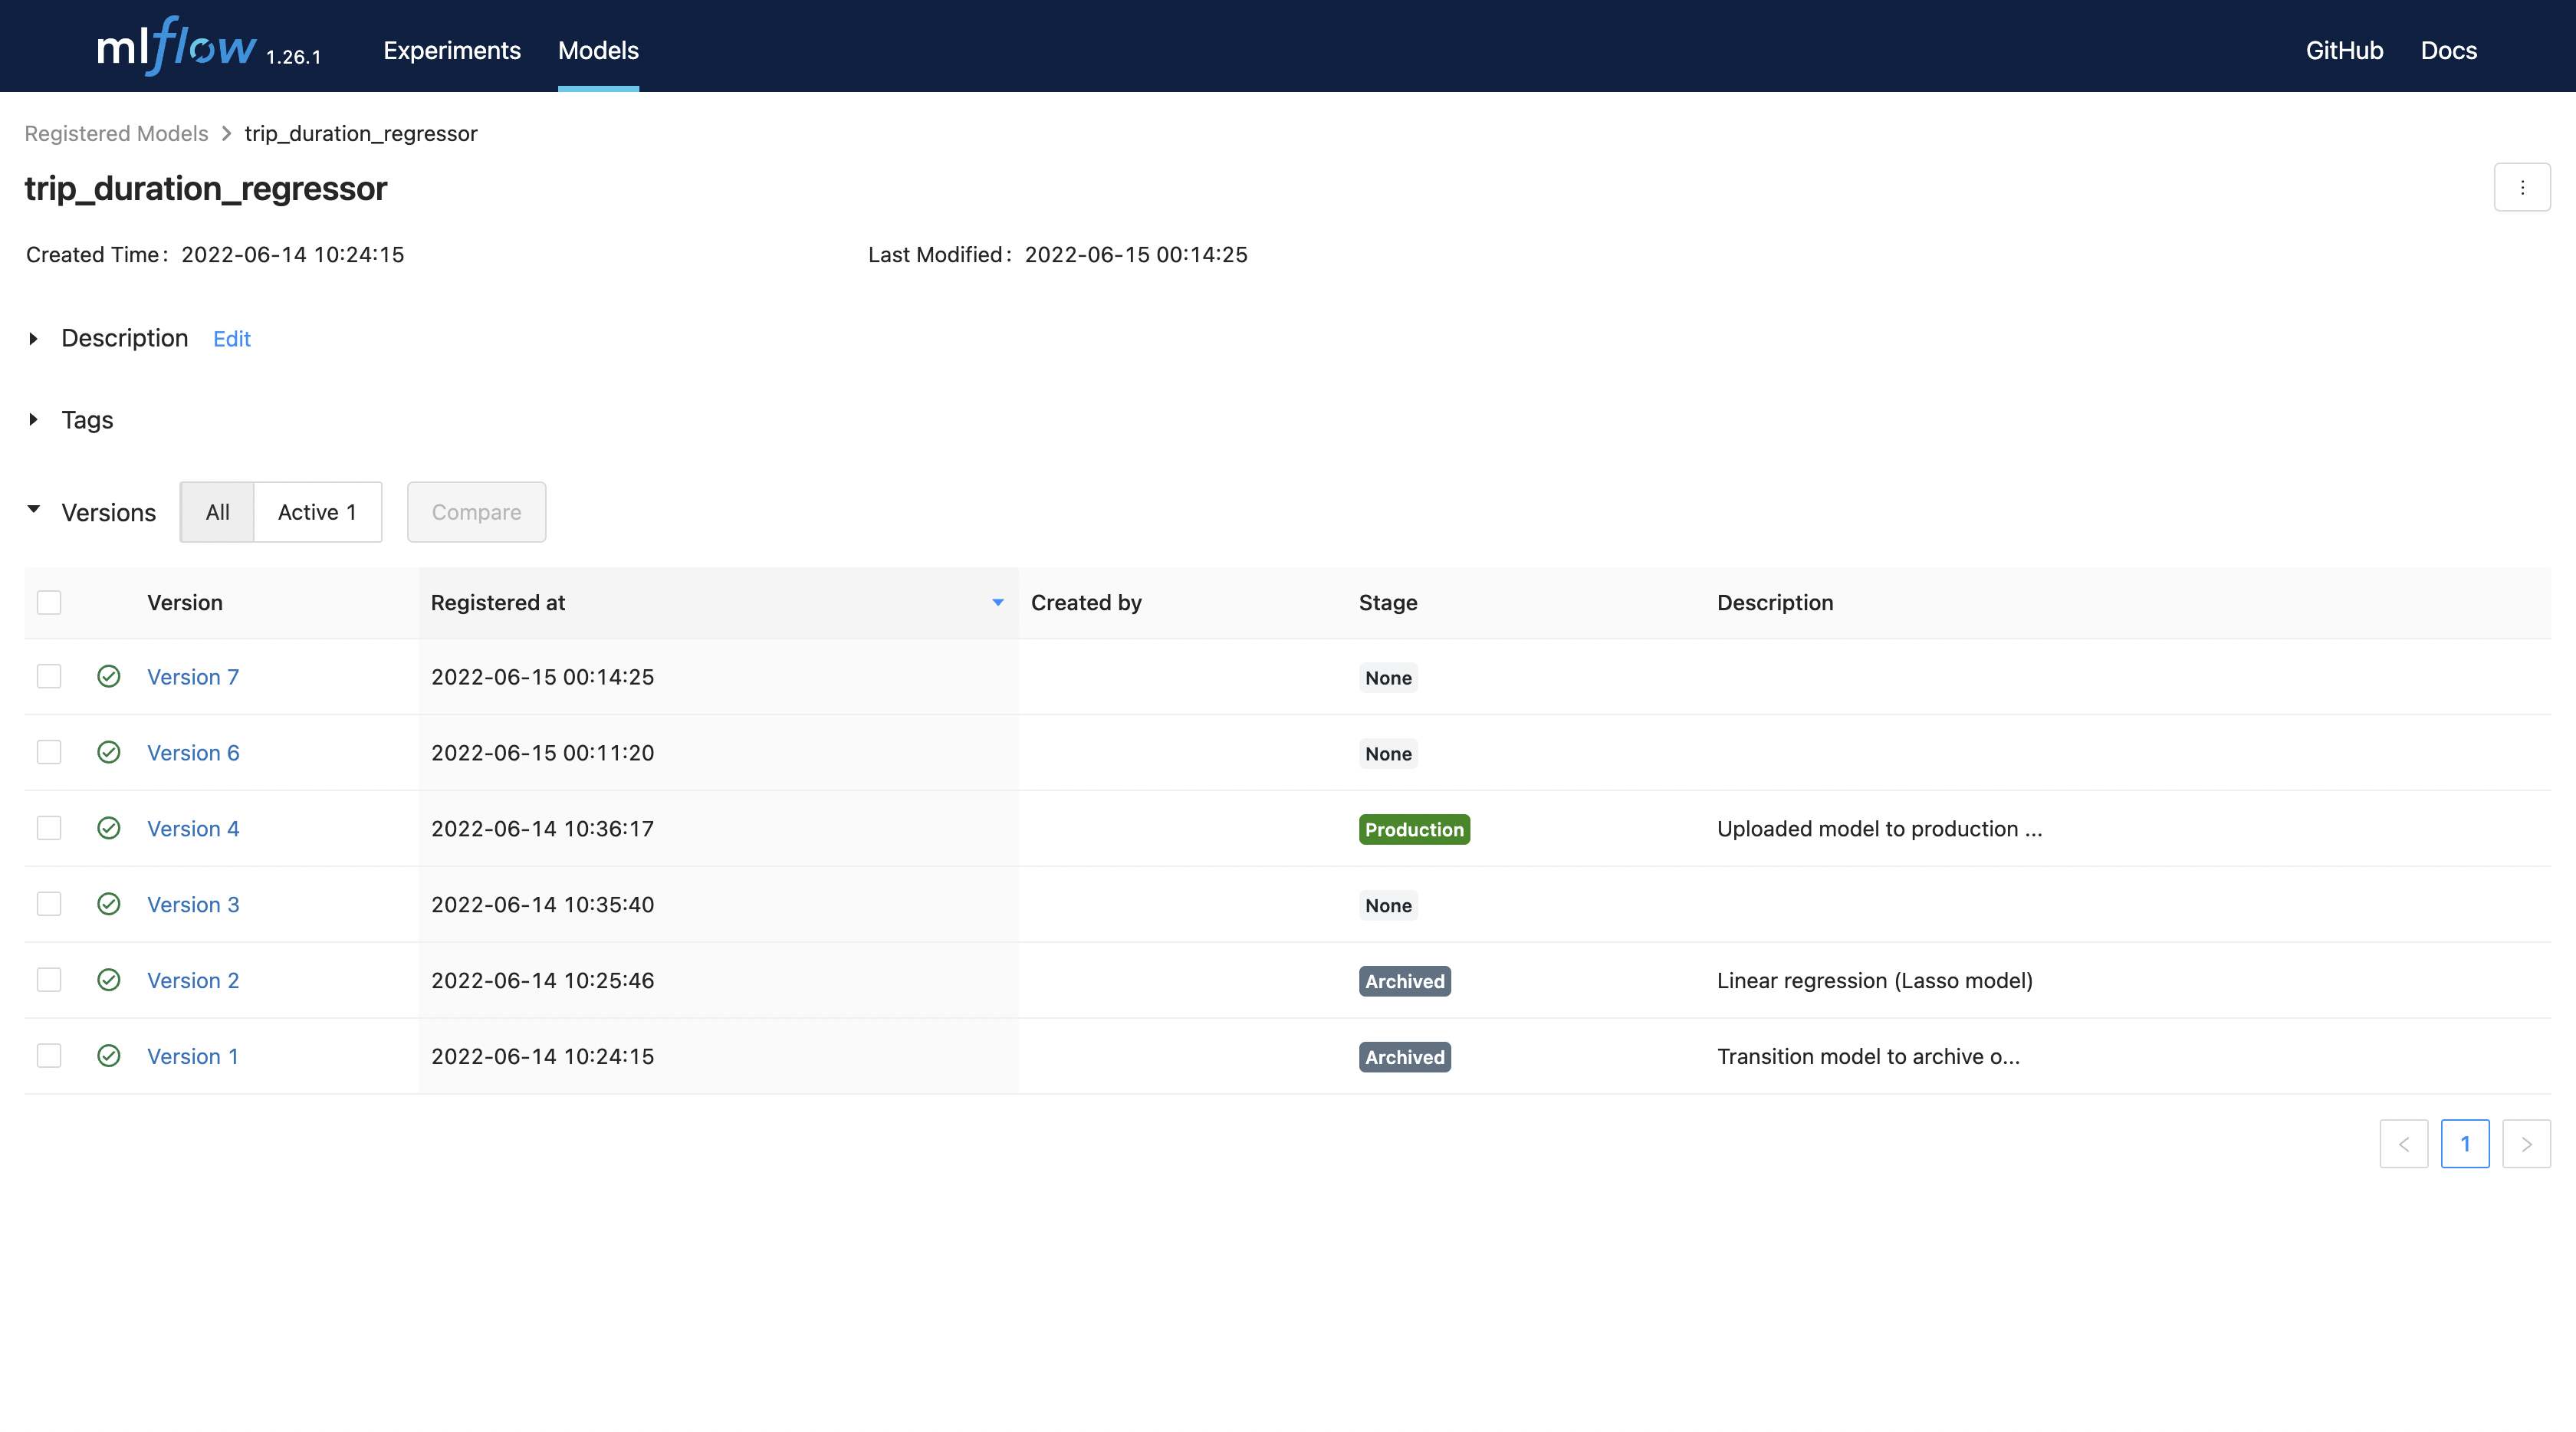 mlflow 1.26.1 Experiments Models GitHub Docs
Registered Models > trip_duration_regressor
trip_duration_regressor
Created Time: 2022-06-14 10:24:15 Last Modified: 2022-06-15 00:14:25
Description Edit
Tags
Versions All Active 1 Compare
Version Registered at Created by Stage Description
Version 7 2022-06-15 00:14:25 None
Version 6 2022-06-15 00:11:20 None
Version 4 2022-06-14 10:36:17 Production Uploaded model to production ...
Version 3 2022-06-14 10:35:40 None
Version 2 2022-06-14 10:25:46 Archived Linear regression (Lasso model)
Version 1 2022-06-14 10:24:15 Archived Transition model to archive o...
< 1 >